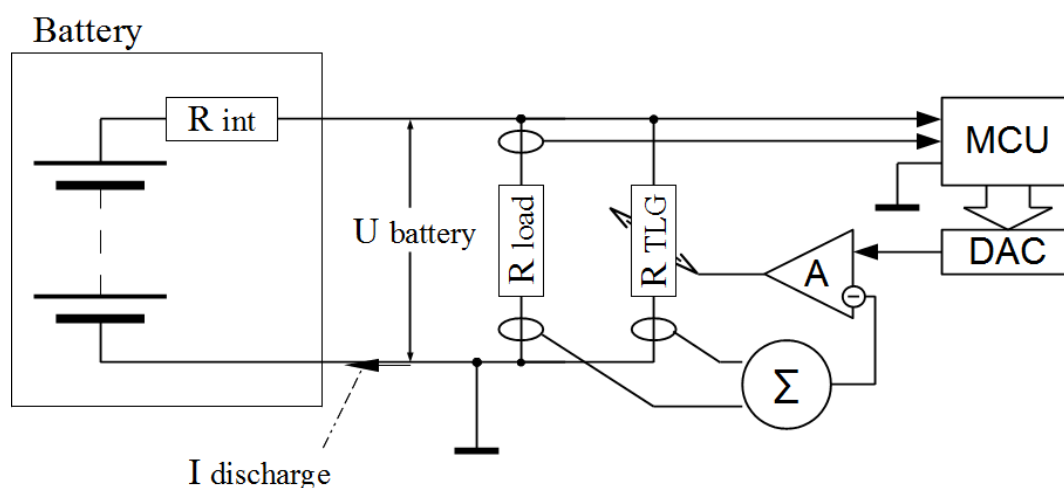 Battery
R int
MCU
U battery
R load
R TLG
A
DAC
Σ
I discharge